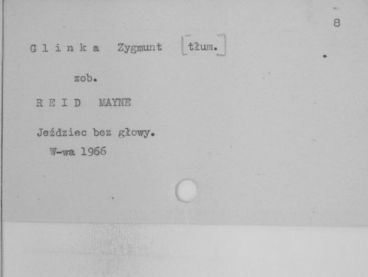 8
G l i n k a Zygmunt [tłum.]
zob.
R E I D MAYNE
Jeździec bez głowy.
W-wa 1966